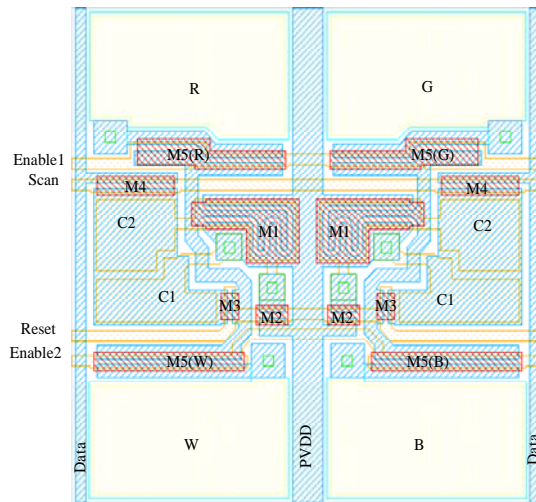 R G
M5(R) M5(G)
Enable1
Scan
M4 M4
C2 C2
M1 M1
C1 C1
M3 M3
M2 M2
Reset
Enable2
M5(W) M5(B)
W B
Data PVDD Data